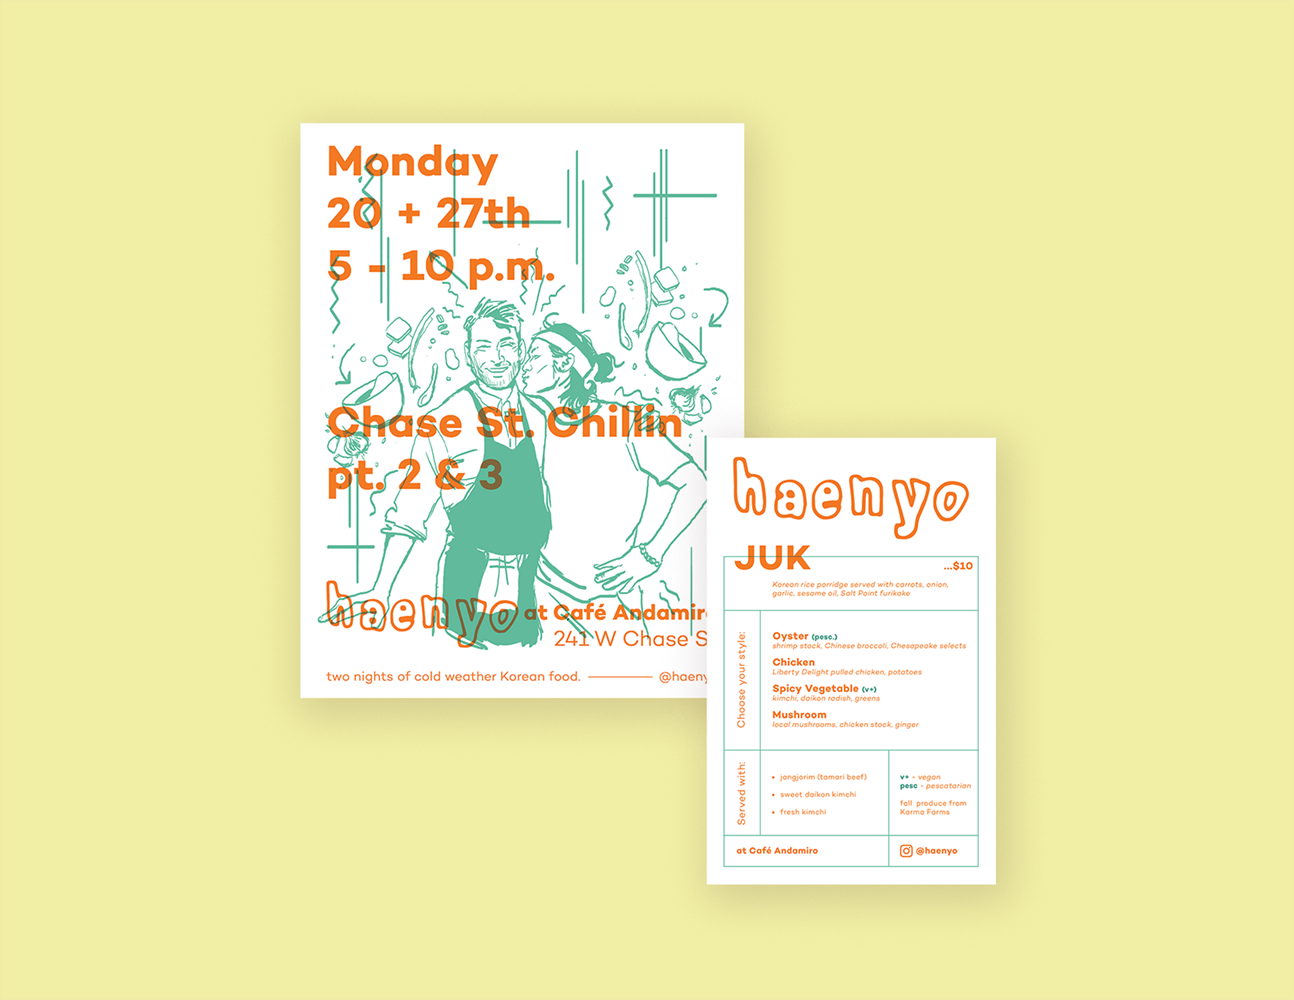 Monday
20 + 27th
5 - 10 p.m.
Chase St. Chillin
pt. 2 & 3
haenyo at Café Andamiro
241 W Chase S
two nights of cold weather Korean food. @haeny
haenyo
JUK
...$10
Korean rice porridge served with carrots, onion,
garlic, sesame oil, Salt Point furikake
Choose your style:
Oyster (pesc.)
shrimp stock, Chinese broccoli, Chesapeake selects
Chicken
Liberty Delight pulled chicken, potatoes
Spicy Vegetable (v+)
kimchi, daikon radish, greens
Mushroom
local mushrooms, chicken stock, ginger
Served with:
• jangjorim (tamari beef)
• sweet daikon kimchi
• fresh kimchi
v+ - vegan
pesc - pescatarian
fall produce from
Karma Farms
at Café Andamiro
@haenyo